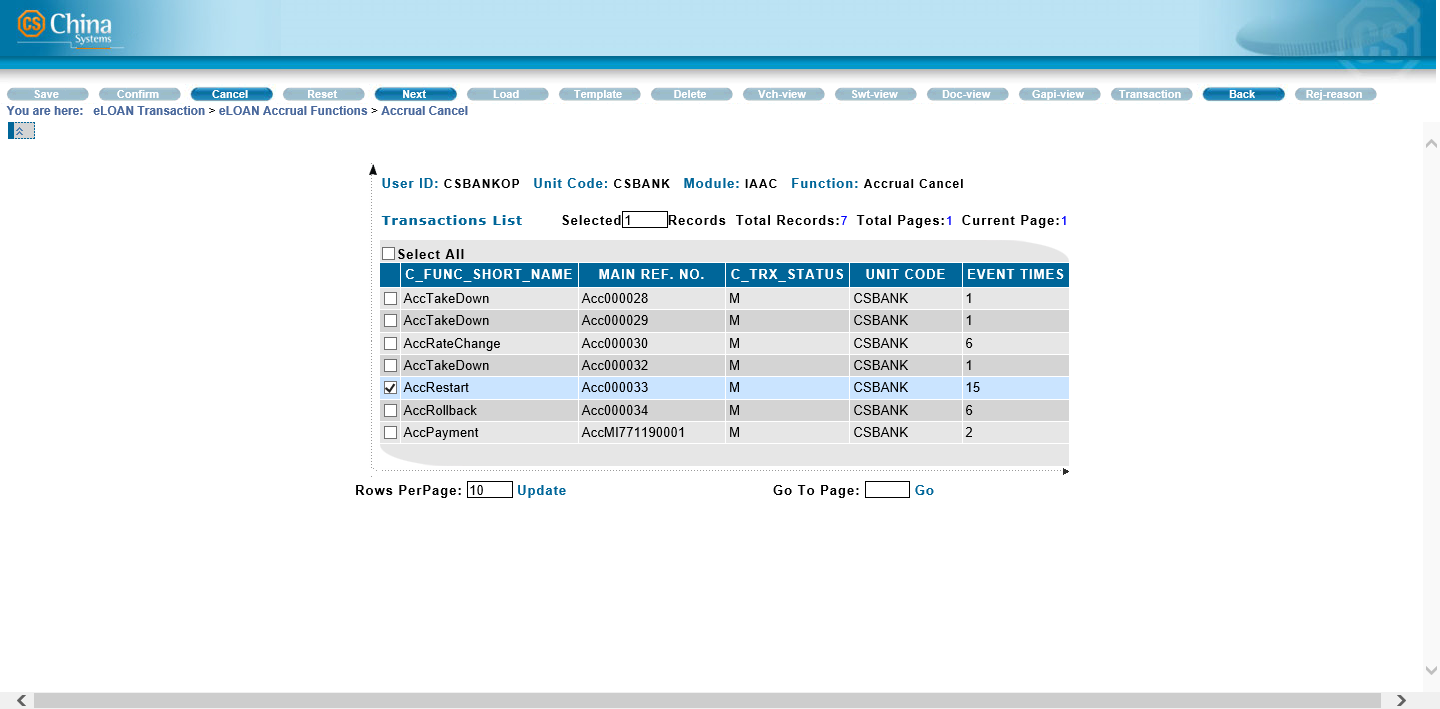 CS China
Systems
CS
Save Confirm Cancel Reset Next Load Template Delete Vch-view Swt-view Doc-view Gapi-view Transaction Back Rej-reason
You are here: eLOAN Transaction > eLOAN Accrual Functions > Accrual Cancel
User ID: CSBANKOP Unit Code: CSBANK Module: IAAC Function: Accrual Cancel
Transactions List Selected 1 Records Total Records:7 Total Pages:1 Current Page:1
Select All
C_FUNC_SHORT_NAME MAIN REF. NO. C_TRX_STATUS UNIT CODE EVENT TIMES
AccTakeDown Acc000028 M CSBANK 1
AccTakeDown Acc000029 M CSBANK 1
AccRateChange Acc000030 M CSBANK 6
AccTakeDown Acc000032 M CSBANK 1
AccRestart Acc000033 M CSBANK 15
AccRollback Acc000034 M CSBANK 6
AccPayment AccMI771190001 M CSBANK 2
Rows PerPage: 10 Update Go To Page: Go